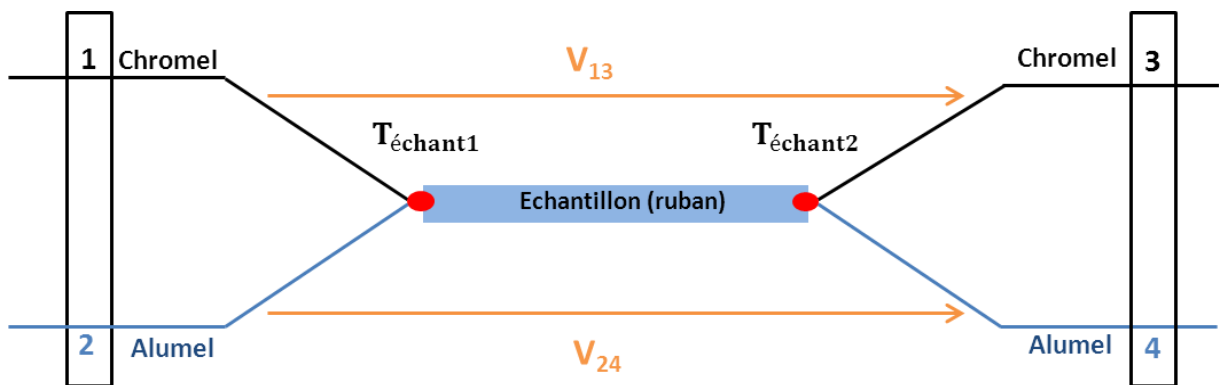 1 Chromel
V13
Chromel 3
Téchant1
Téchant2
Echantillon (ruban)
2 Alumel
V24
Alumel 4